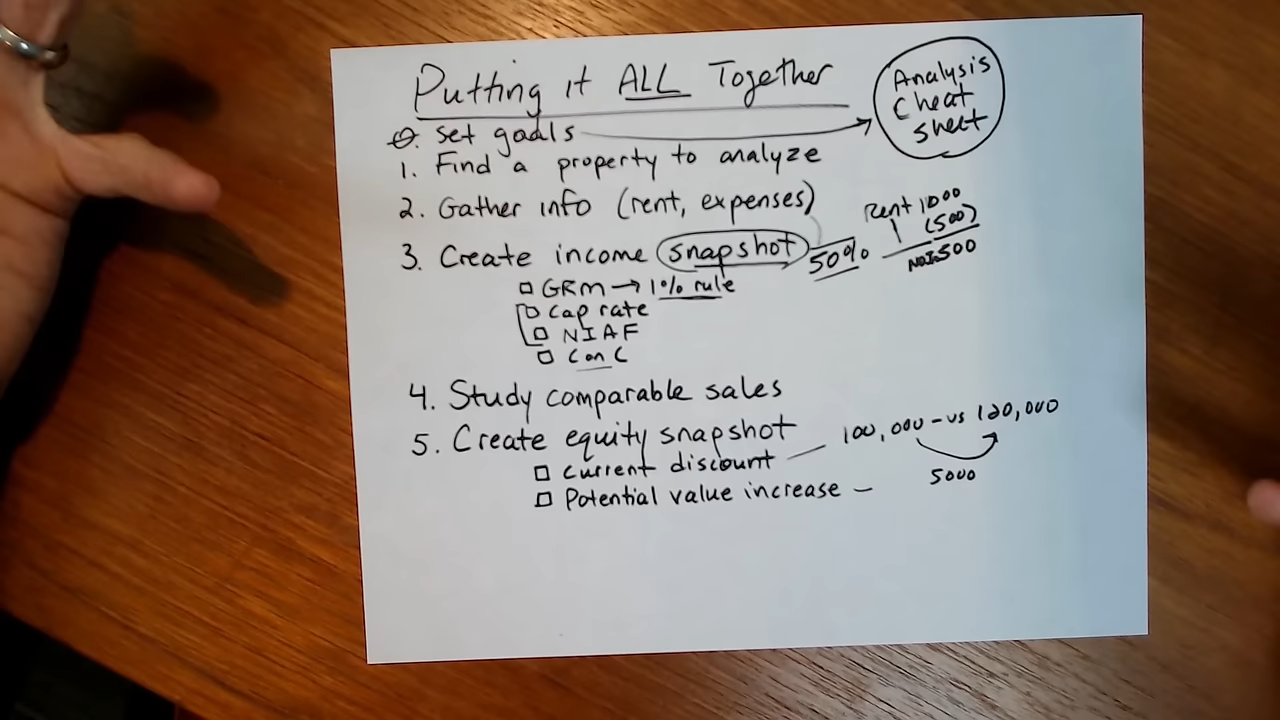 Putting it ALL Together
Analysis
Cheat
Sheet
0. Set goals
1. Find a property to analyze
2. Gather info (rent, expenses)
Rent 1000
(500)
NOI 500
3. Create income snapshot
50%
GRM → 1% rule
Cap rate
NIAF
ConC
4. Study comparable sales
5. Create equity snapshot
Current discount
100,000 - vs 120,000
5000
Potential value increase -